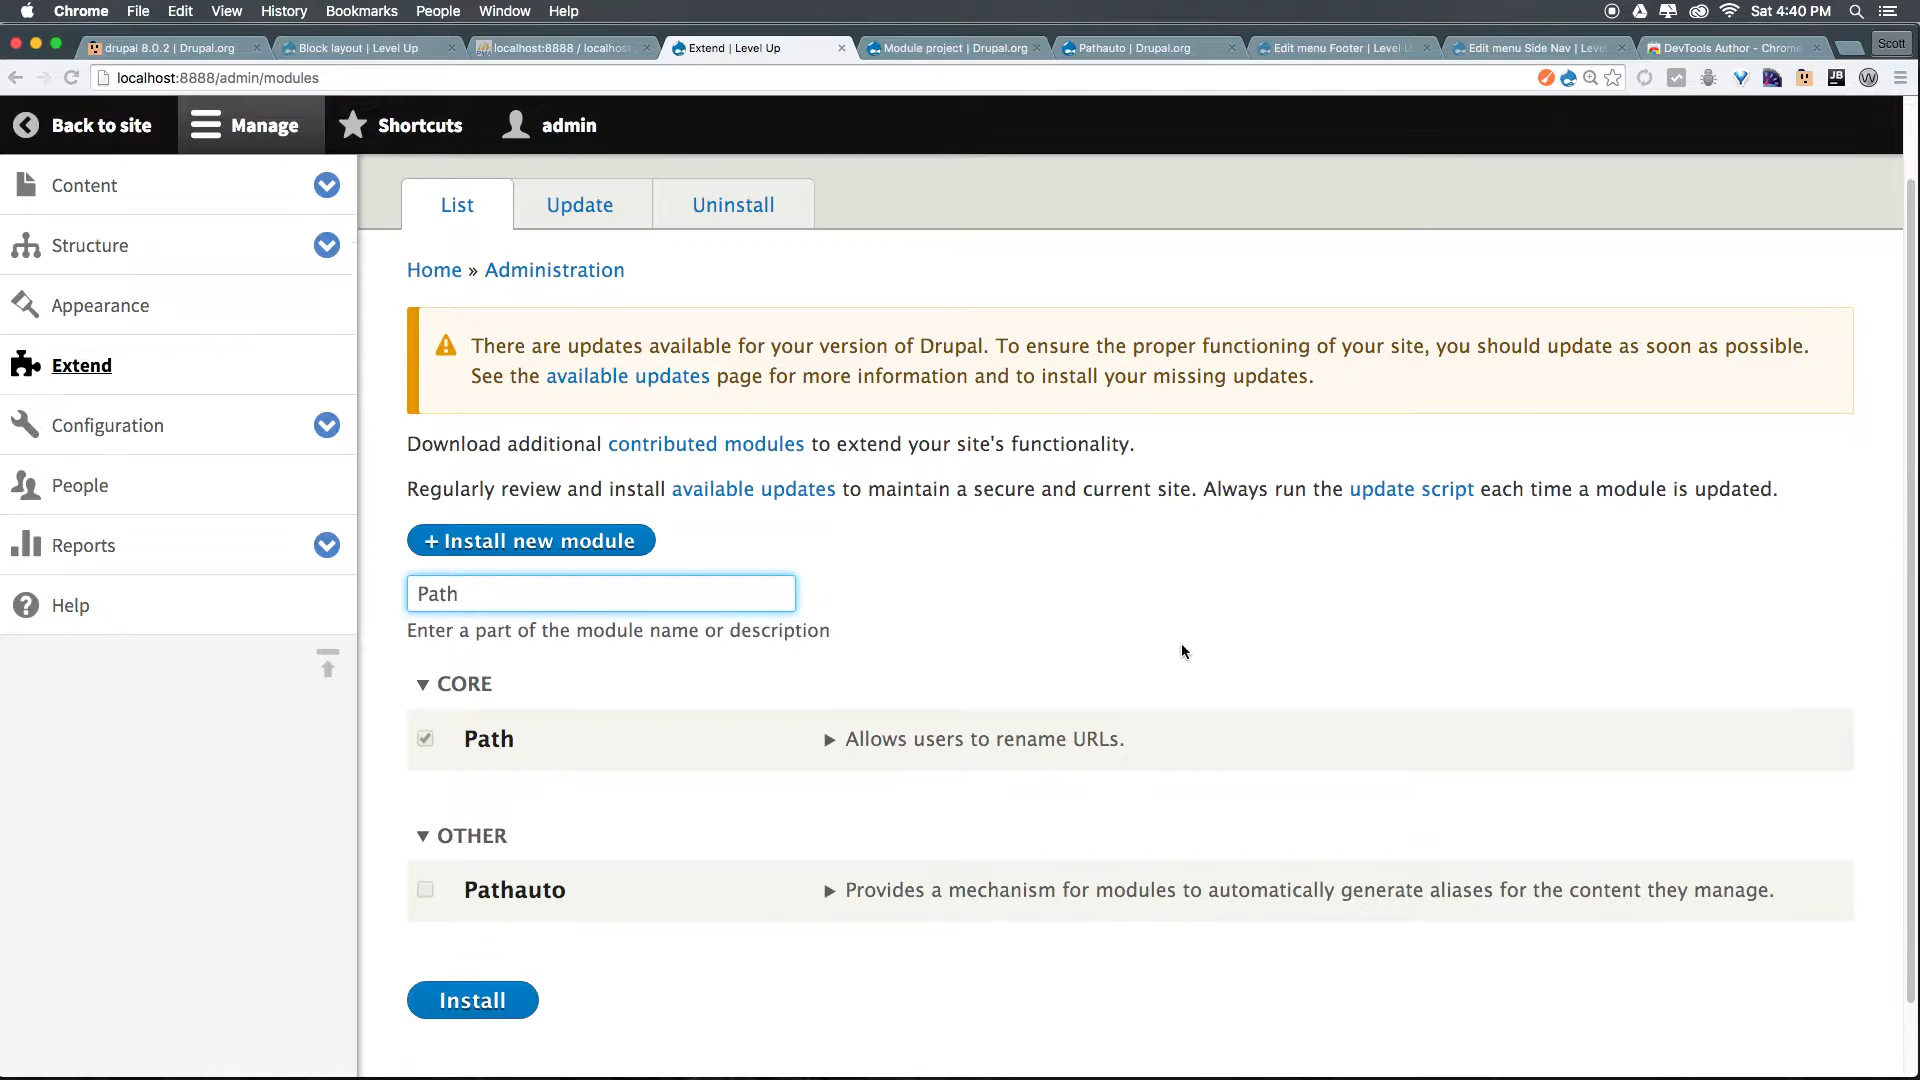 Chrome File Edit View History Bookmarks People Window Help Sat 4:40 PM
drupal 8.0.2 | Drupal.org Block layout | Level Up localhost:8888 / localhost Extend | Level Up Module project | Drupal.org Pathauto | Drupal.org Edit menu Footer | Level U Edit menu Side Nav | Leve DevTools Author - Chrome Scott
localhost:8888/admin/modules JB W
Back to site Manage Shortcuts admin
Content
Structure
Appearance
Extend
Configuration
People
Reports
Help
List Update Uninstall
Home » Administration
There are updates available for your version of Drupal. To ensure the proper functioning of your site, you should update as soon as possible.
See the available updates page for more information and to install your missing updates.
Download additional contributed modules to extend your site's functionality.
Regularly review and install available updates to maintain a secure and current site. Always run the update script each time a module is updated.
+ Install new module
Path
Enter a part of the module name or description
▼ CORE
Path ▶ Allows users to rename URLs.
▼ OTHER
Pathauto ▶ Provides a mechanism for modules to automatically generate aliases for the content they manage.
Install